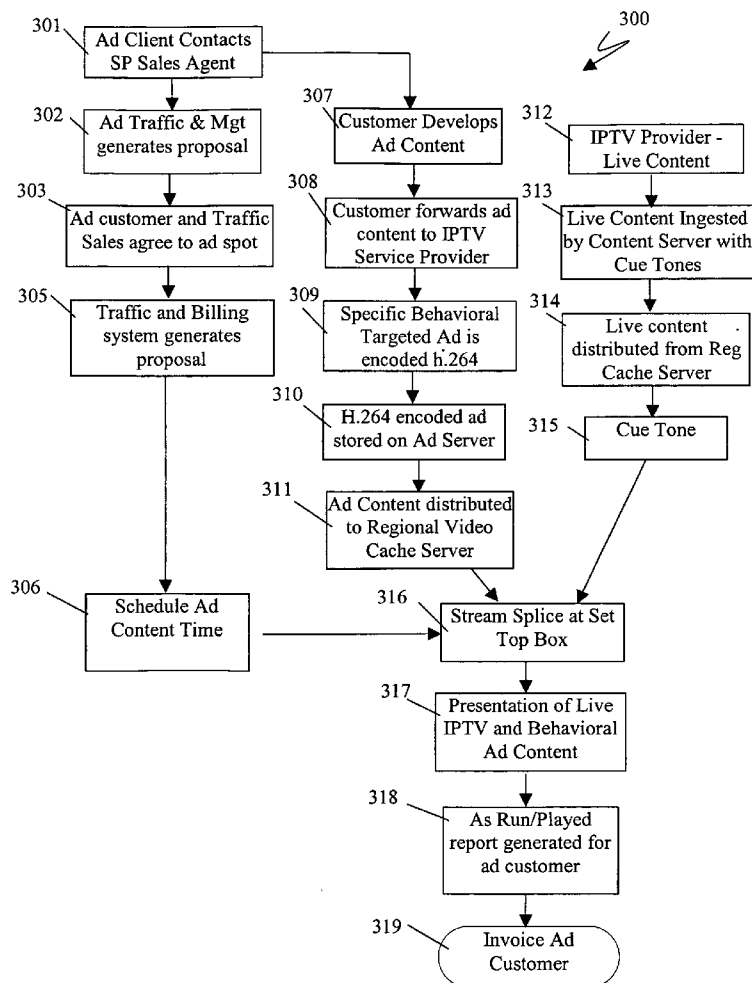 300
301
Ad Client Contacts
SP Sales Agent
302
Ad Traffic & Mgt
generates proposal
303
Ad customer and Traffic
Sales agree to ad spot
305
Traffic and Billing
system generates
proposal
306
Schedule Ad
Content Time
307
Customer Develops
Ad Content
308
Customer forwards ad
content to IPTV
Service Provider
309
Specific Behavioral
Targeted Ad is
encoded h.264
310
H.264 encoded ad
stored on Ad Server
311
Ad Content distributed
to Regional Video
Cache Server
312
IPTV Provider -
Live Content
313
Live Content Ingested
by Content Server with
Cue Tones
314
Live content
distributed from Reg
Cache Server
315
Cue Tone
316
Stream Splice at Set
Top Box
317
Presentation of Live
IPTV and Behavioral
Ad Content
318
As Run/Played
report generated for
ad customer
319
Invoice Ad
Customer